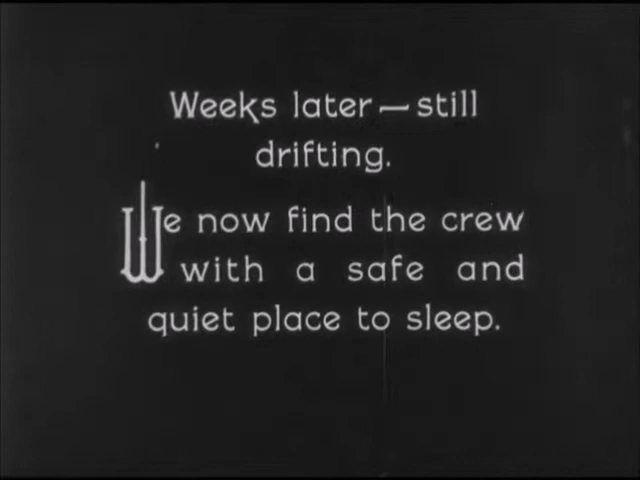 Weeks later — still
drifting.
We now find the crew
with a safe and
quiet place to sleep.